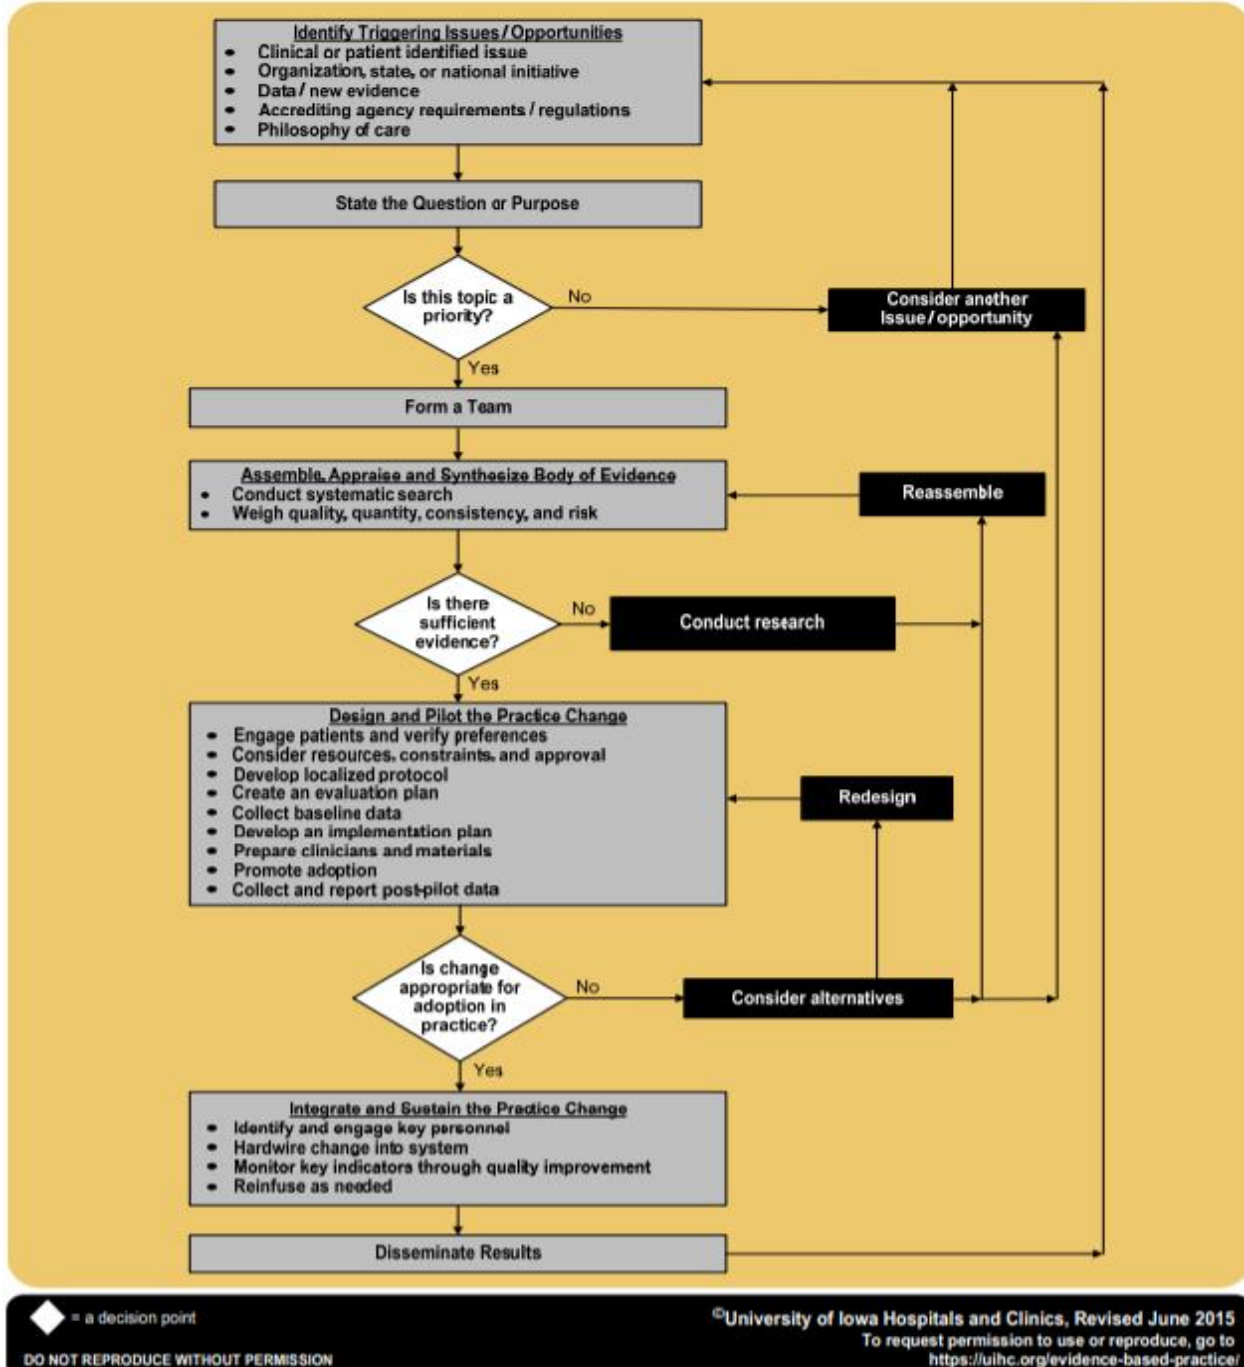 Identify Triggering Issues / Opportunities
• Clinical or patient identified issue
• Organization, state, or national initiative
• Data / new evidence
• Accrediting agency requirements / regulations
• Philosophy of care
State the Question or Purpose
Is this topic a
priority?
No
Consider another
Issue / opportunity
Yes
Form a Team
Assemble, Appraise and Synthesize Body of Evidence
• Conduct systematic search
• Weigh quality, quantity, consistency, and risk
Reassemble
Is there
sufficient
evidence?
No
Conduct research
Yes
Design and Pilot the Practice Change
• Engage patients and verify preferences
• Consider resources, constraints, and approval
• Develop localized protocol
• Create an evaluation plan
• Collect baseline data
• Develop an implementation plan
• Prepare clinicians and materials
• Promote adoption
• Collect and report post-pilot data
Redesign
Is change
appropriate for
adoption in
practice?
No
Consider alternatives
Yes
Integrate and Sustain the Practice Change
• Identify and engage key personnel
• Hardwire change into system
• Monitor key indicators through quality improvement
• Reinfuse as needed
Disseminate Results
= a decision point
©University of Iowa Hospitals and Clinics, Revised June 2015
To request permission to use or reproduce, go to
https://uihc.org/evidence-based-practice/
DO NOT REPRODUCE WITHOUT PERMISSION